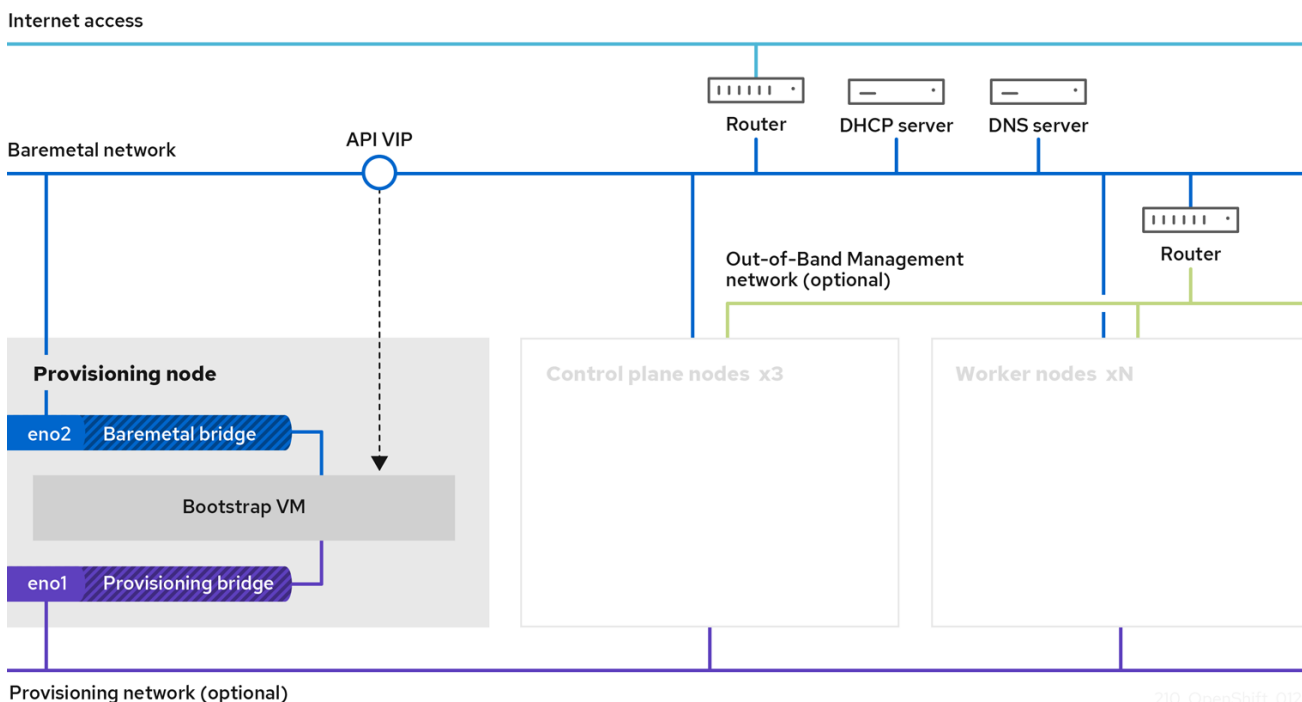 Internet access
Router
DHCP server
DNS server
API VIP
Baremetal network
Router
Out-of-Band Management
network (optional)
Provisioning node
Control plane nodes x3
Worker nodes xN
eno2
Baremetal bridge
Bootstrap VM
eno1
Provisioning bridge
Provisioning network (optional)
210_OpenShift_012